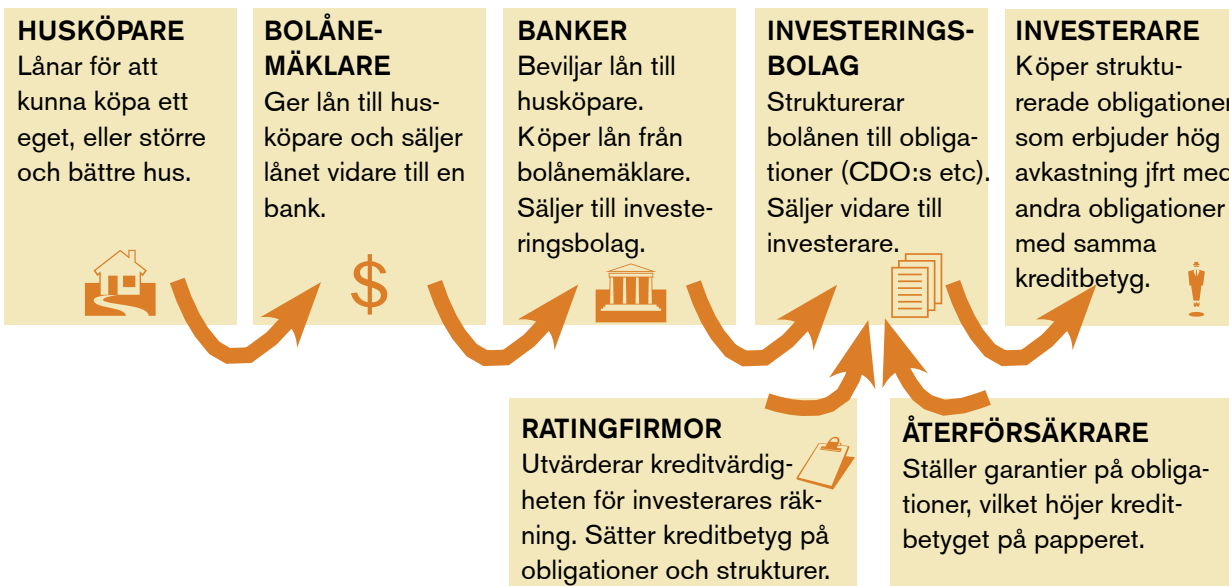 HUSKÖPARE
Lånar för att
kunna köpa ett
eget, eller större
och bättre hus.
BOLÅNE-
MÄKLARE
Ger lån till hus-
köpare och säljer
lånet vidare till en
bank.
$
BANKER
Beviljar lån till
husköpare.
Köper lån från
bolånemäklare.
Säljer till investe-
ringsbolag.
INVESTERINGS-
BOLAG
Strukturerar
bolånen till obliga-
tioner (CDO:s etc).
Säljer vidare till
investerare.
INVESTERARE
Köper struktu-
rerade obligationer
som erbjuder hög
avkastning jfrt med
andra obligationer
med samma
kreditbetyg.
RATINGFIRMOR
Utvärderar kreditvärdig-
heten för investerares räk-
ning. Sätter kreditbetyg på
obligationer och strukturer.
ÅTERFÖRSÄKRARE
Ställer garantier på obliga-
tioner, vilket höjer kredit-
betyget på papperet.